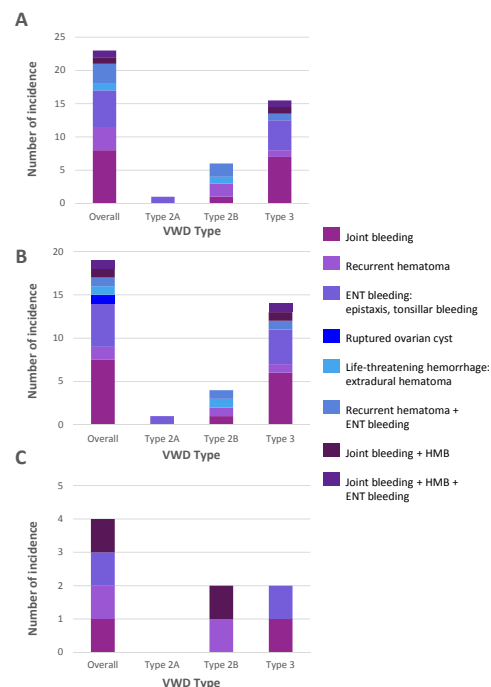 A
Number of incidence
25
20
15
10
5
0
Overall Type 2A Type 2B Type 3
VWD Type
B
Number of incidence
20
15
10
5
0
Overall Type 2A Type 2B Type 3
VWD Type
C
Number of incidence
5
4
3
2
1
0
Overall Type 2A Type 2B Type 3
VWD Type
Joint bleeding
Recurrent hematoma
ENT bleeding:
epistaxis, tonsillar bleeding
Ruptured ovarian cyst
Life-threatening hemorrhage:
extradural hematoma
Recurrent hematoma +
ENT bleeding
Joint bleeding + HMB
Joint bleeding + HMB +
ENT bleeding